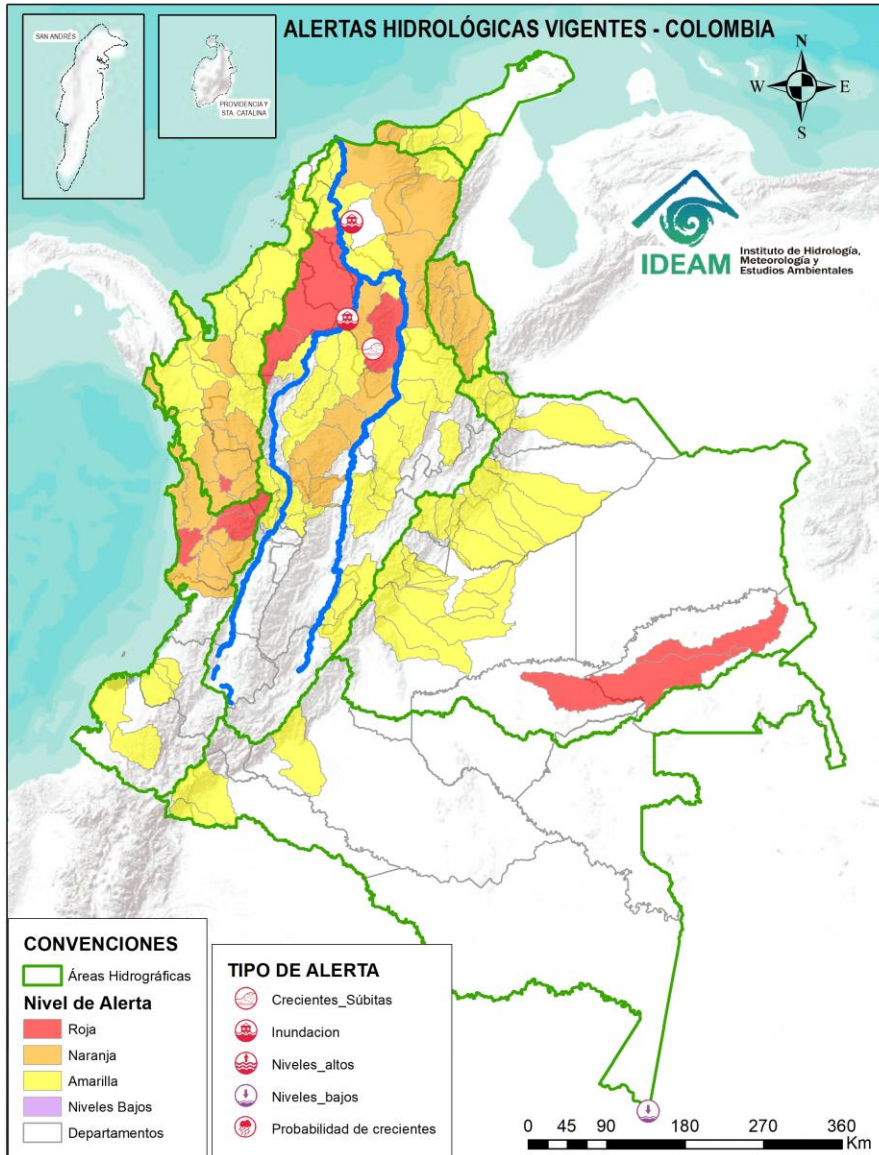 ALERTAS HIDROLÓGICAS VIGENTES - COLOMBIA
SAN ANDRÉS
PROVIDENCIA Y
STA. CATALINA
N
W
E
S
IDEAM
Instituto de Hidrología,
Meteorología y
Estudios Ambientales
CONVENCIONES
Áreas Hidrográficas
Nivel de Alerta
Roja
Naranja
Amarilla
Niveles Bajos
Departamentos
TIPO DE ALERTA
Crecientes_Súbitas
Inundacion
Niveles_altos
Niveles_bajos
Probabilidad de crecientes
0 45 90 180 270 360
Km